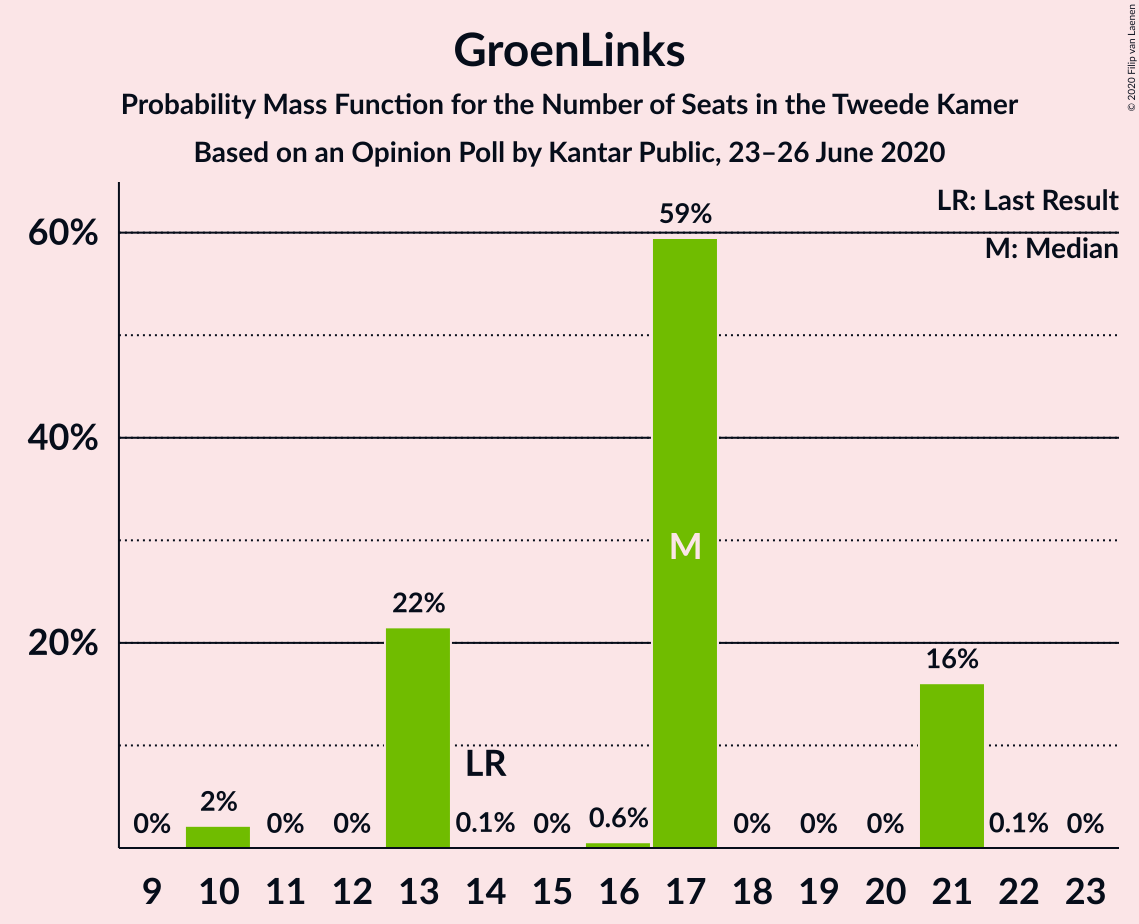 GroenLinks
Probability Mass Function for the Number of Seats in the Tweede Kamer
Based on an Opinion Poll by Kantar Public, 23–26 June 2020
© 2020 Filip van Laenen
LR: Last Result
M: Median
60%
40%
20%
0%
2%
0%
0%
22%
0.1%
LR
0%
0.6%
59%
M
0%
0%
0%
16%
0.1%
0%
9 10 11 12 13 14 15 16 17 18 19 20 21 22 23